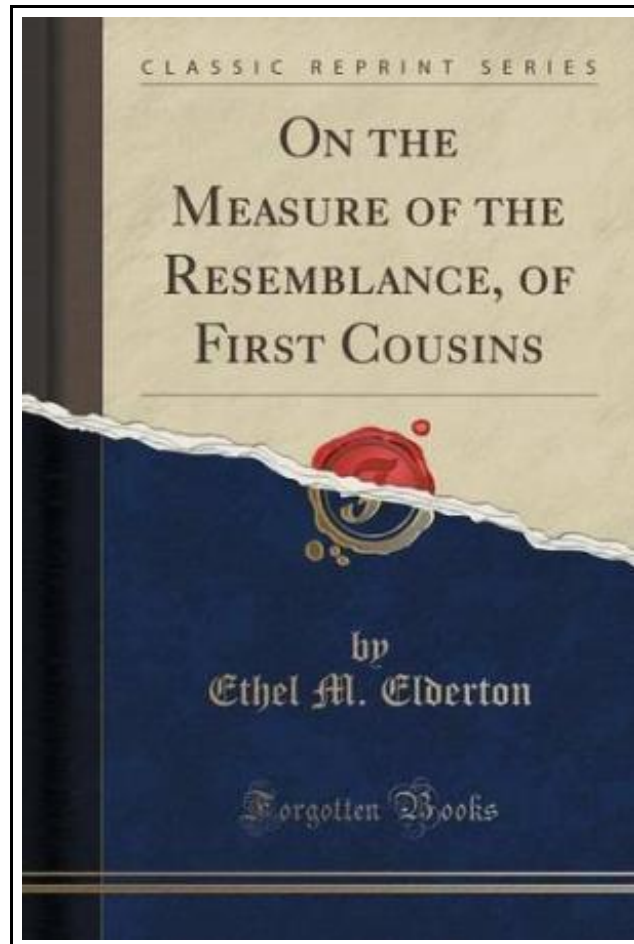 CLASSIC REPRINT SERIES
ON THE
MEASURE OF THE
RESEMBLANCE, OF
FIRST COUSINS
by
Ethel M. Elderton
Forgotten Books